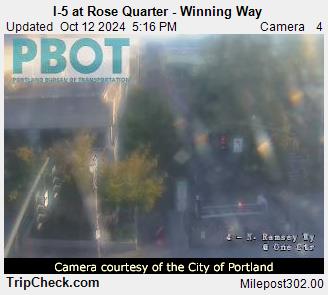 I-5 at Rose Quarter - Winning Way
Updated Oct 12 2024 5:16 PM Camera 4
PBOT
PORTLAND BUREAU OF TRANSPORTATION
4 - N. Ramsey Wy
@ One Ctr
Camera courtesy of the City of Portland
TripCheck.com Milepost302.00